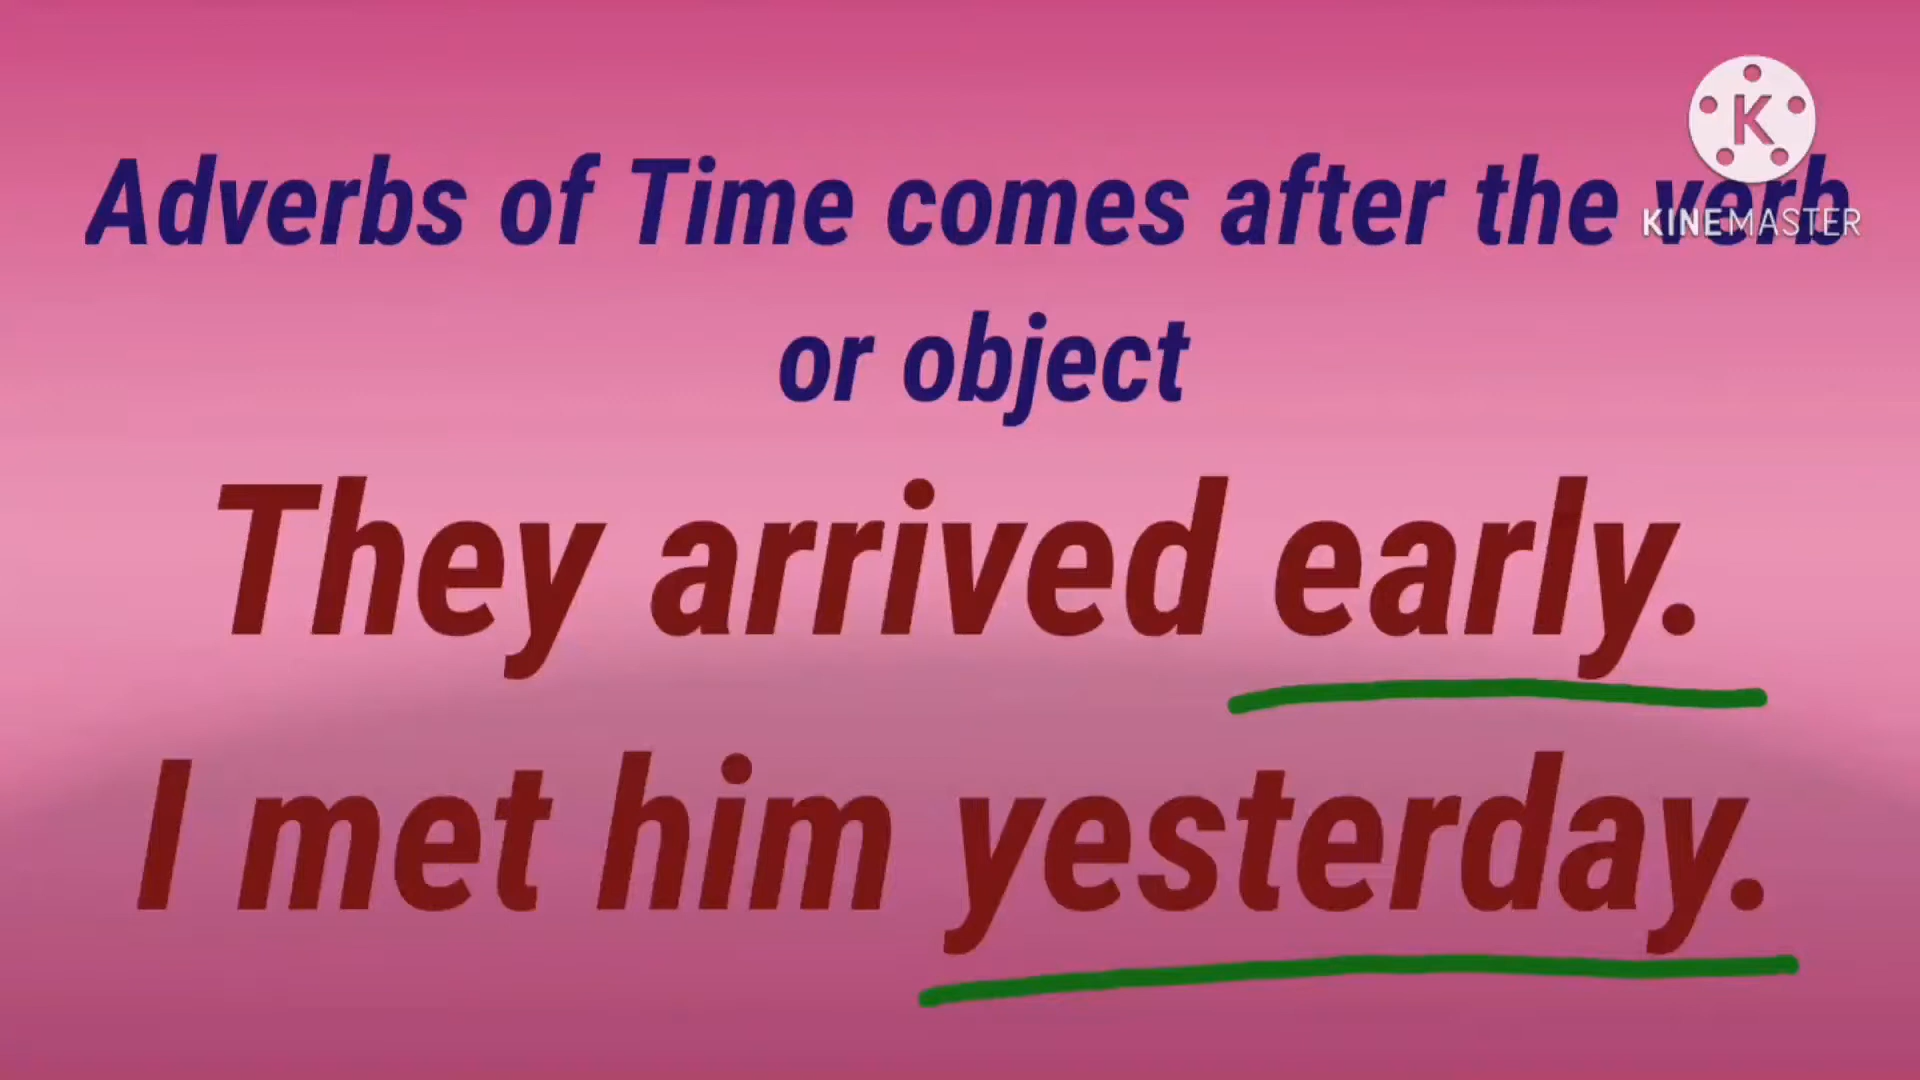 Adverbs of Time comes after the verb
or object
They arrived early.
I met him yesterday.
K
KINEMASTER